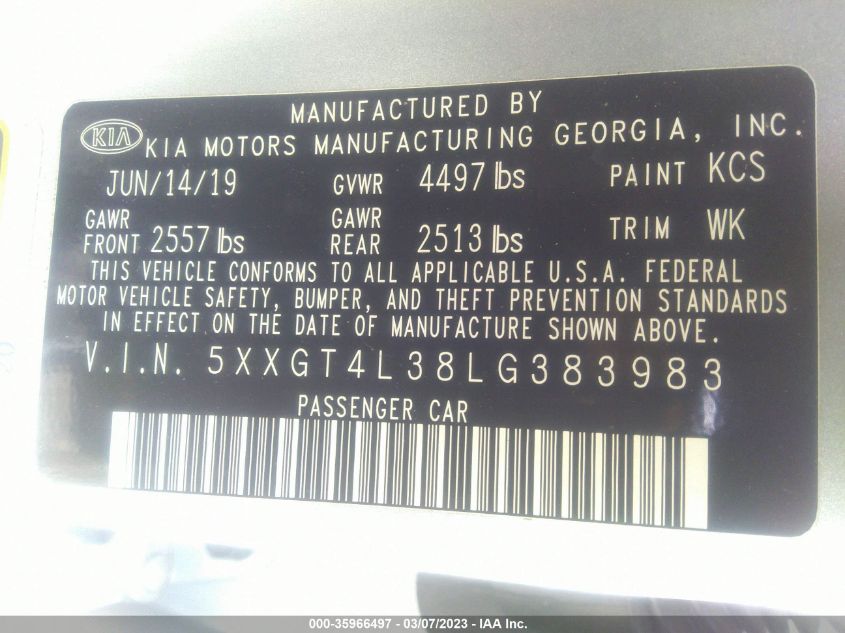 MANUFACTURED BY
KIA KIA MOTORS MANUFACTURING GEORGIA, INC.
JUN/14/19 GVWR 4497 lbs PAINT KCS
GAWR FRONT 2557 lbs GAWR REAR 2513 lbs TRIM WK
THIS VEHICLE CONFORMS TO ALL APPLICABLE U.S.A. FEDERAL
MOTOR VEHICLE SAFETY, BUMPER, AND THEFT PREVENTION STANDARDS
IN EFFECT ON THE DATE OF MANUFACTURE SHOWN ABOVE.
V.I.N. 5XXGT4L38LG383983
PASSENGER CAR
000-35966497 - 03/07/2023 - IAA Inc.